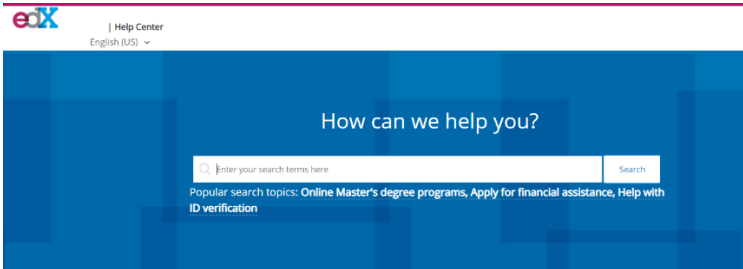 edX
| Help Center
English (US)
How can we help you?
Enter your search terms here
Search
Popular search topics: Online Master's degree programs, Apply for financial assistance, Help with
ID verification